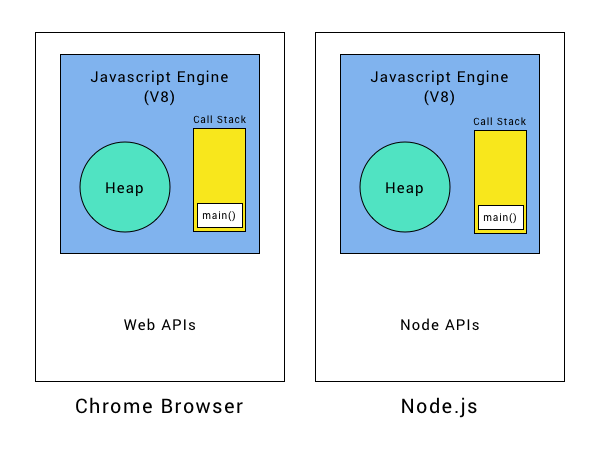 Javascript Engine
(V8)
Call Stack
Heap
main()
Web APIs
Chrome Browser
Javascript Engine
(V8)
Call Stack
Heap
main()
Node APIs
Node.js